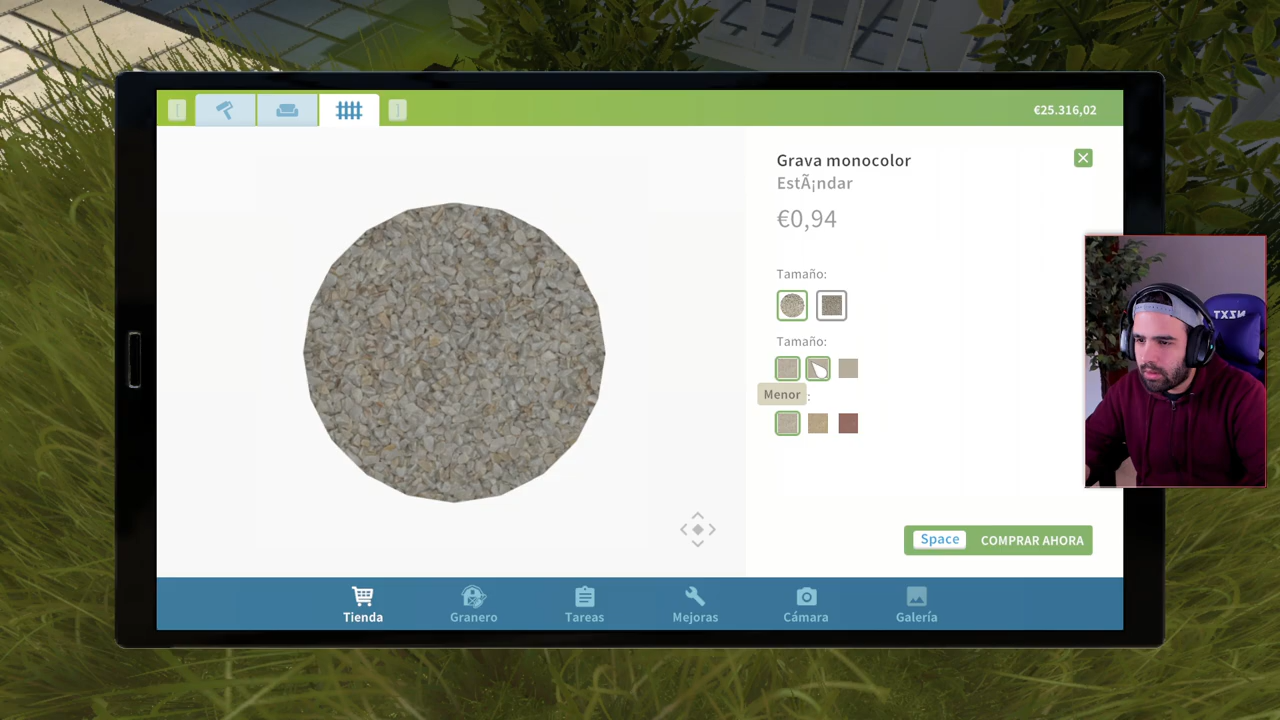 [
]
€25.316,02
Grava monocolor
EstÃ¡ndar
€0,94
Tamaño:
Tamaño:
Menor
:
Space COMPRAR AHORA
Tienda
Granero
Tareas
Mejoras
Cámara
Galería
TXSN